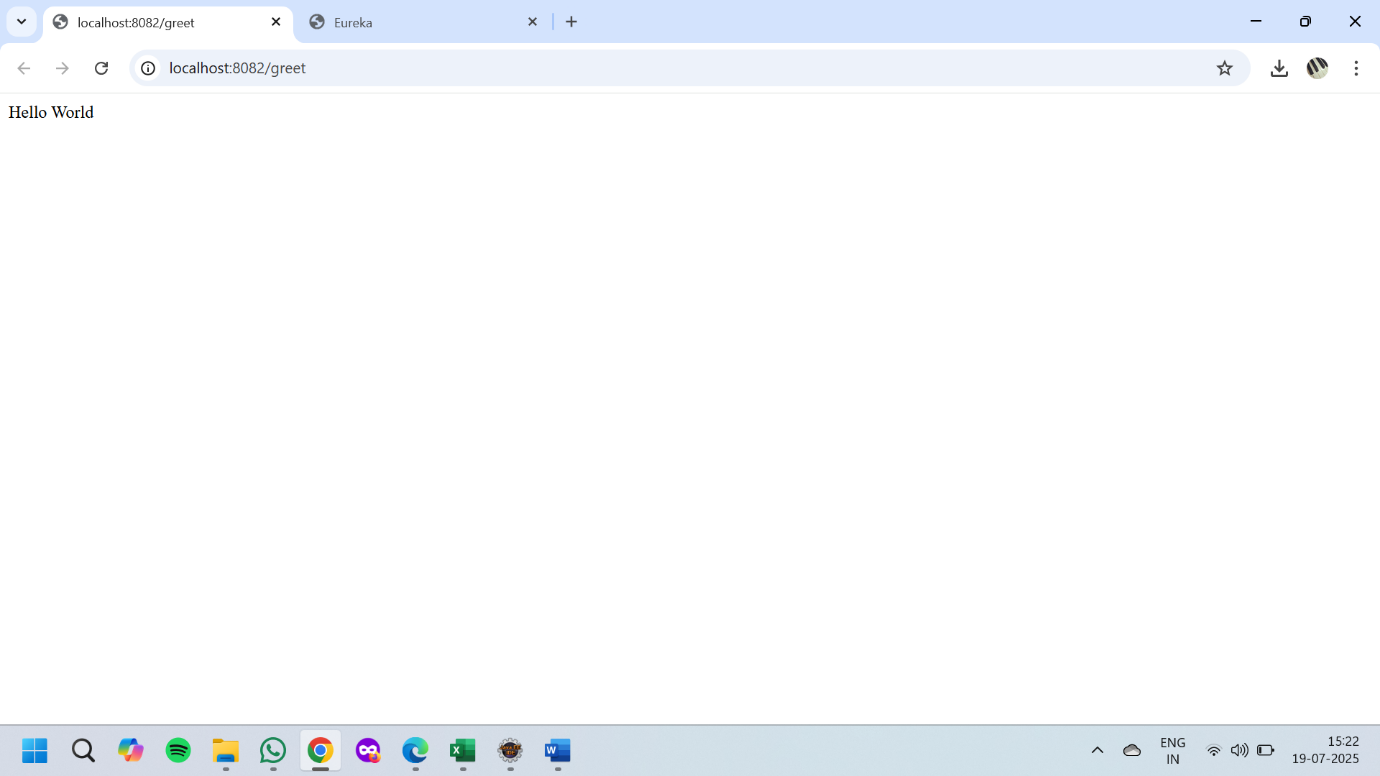 localhost:8082/greet
Eureka
localhost:8082/greet
Hello World
ENG
IN
15:22
19-07-2025